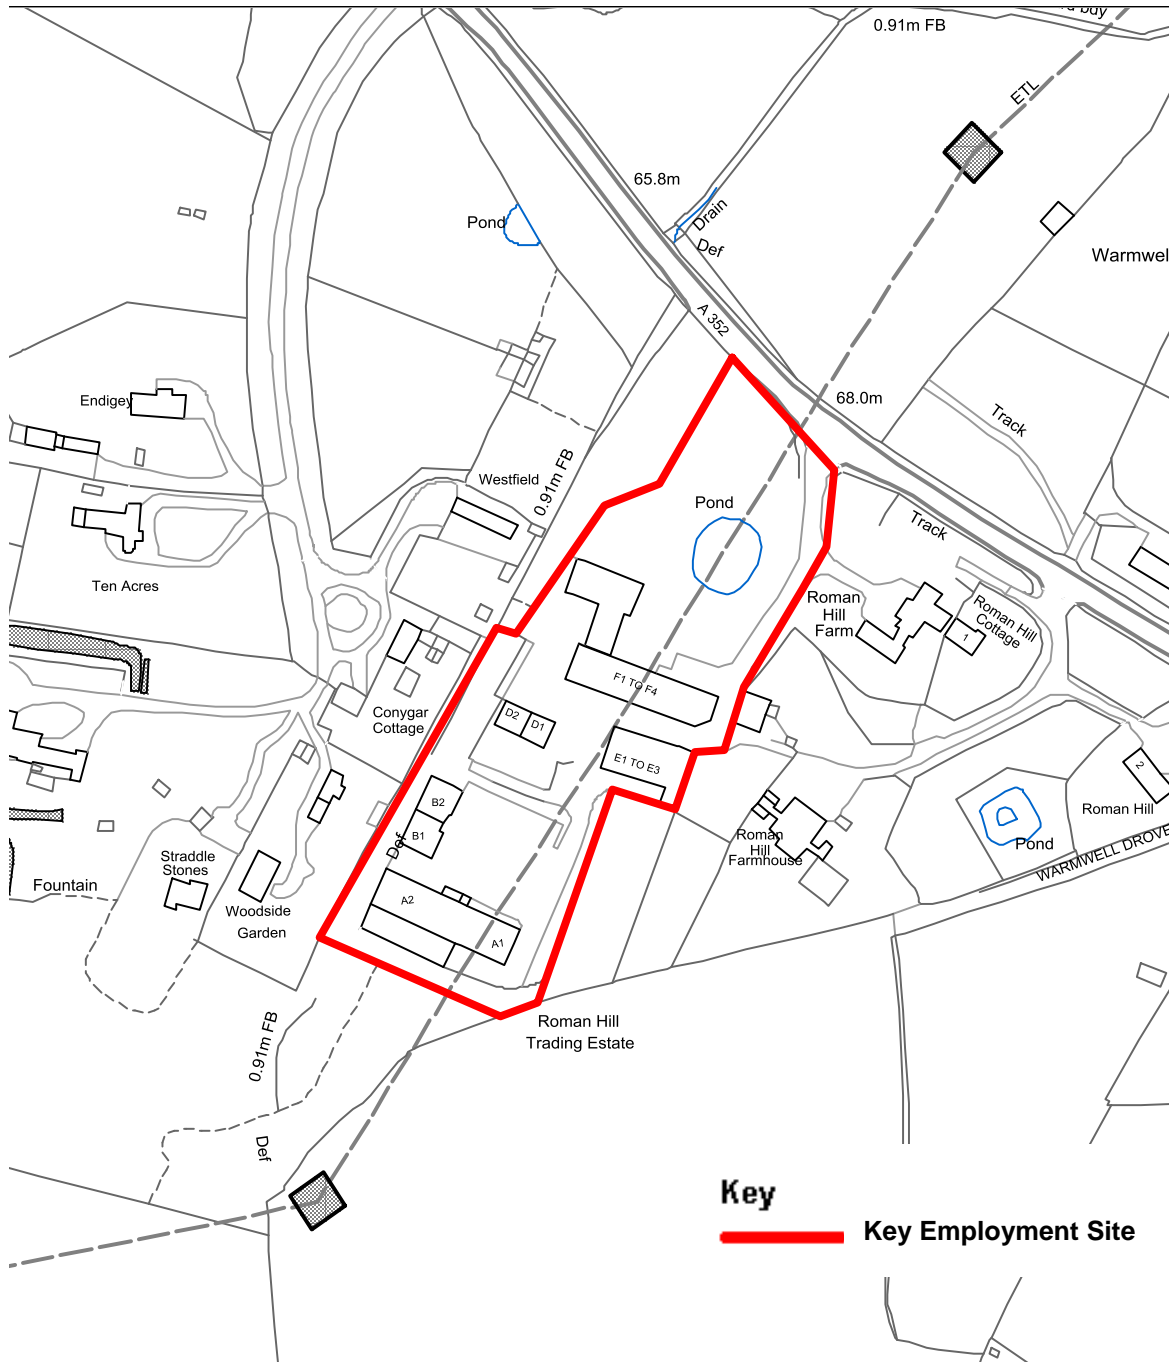 0.91m FB
ETL
65.8m
Drain
Def
Pond
Warmwel
A 352
68.0m
Endigey
Track
Westfield
0.91m FB
Pond
Track
Ten Acres
Roman
Hill
Farm
Roman Hill
Cottage
1
F1 TO F4
Conygar
Cottage
D2
D1
E1 TO E3
2
B2
B1
Def
Roman Hill
Roman
Hill
Farmhouse
Pond
WARMWELL DROVE
Straddle
Stones
Fountain
A2
A1
Woodside
Garden
Roman Hill
Trading Estate
0.91m FB
Def
Key
Key Employment Site